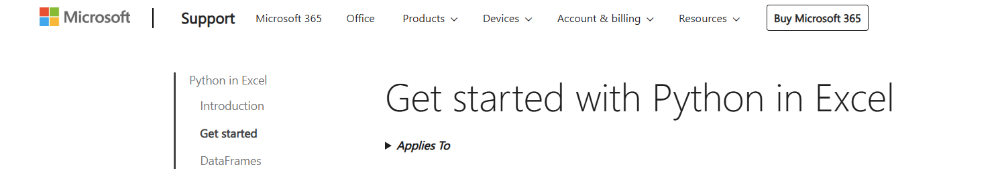 Microsoft Support Microsoft 365 Office Products Devices Account & billing Resources Buy Microsoft 365
Python in Excel
Introduction
Get started
DataFrames
Get started with Python in Excel
Applies To